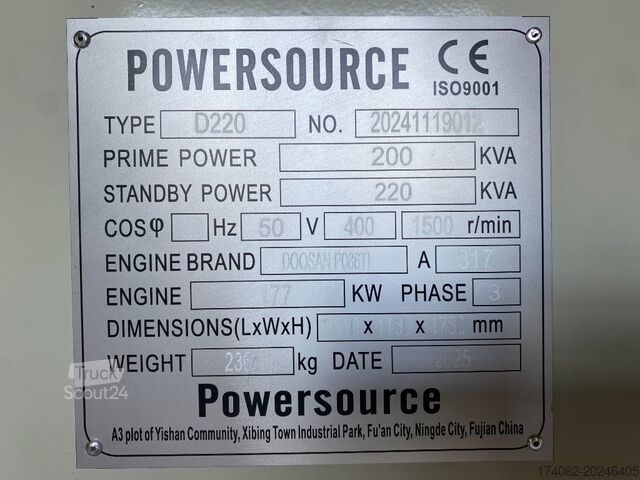 POWERSOURCE CE
ISO9001
TYPE D220 NO. 20241119012
PRIME POWER 200 KVA
STANDBY POWER 220 KVA
COSφ Hz 50 V 400 1500 r/min
ENGINE BRAND DOOSAN P086TI A 317
ENGINE 177 KW PHASE 3
DIMENSIONS(LxWxH) x x mm
WEIGHT kg DATE 2025
Powersource
A3 plot of Yishan Community, Xibing Town Industrial Park, Fu'an City, Ningde City, Fujian China
Truck
Scout24
174062-20246405